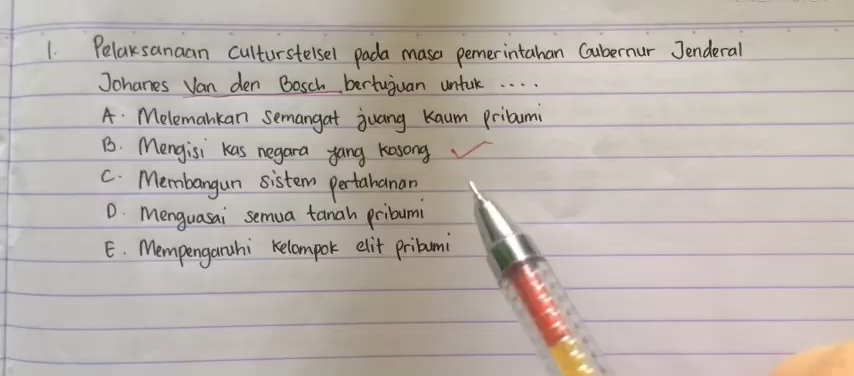 1. Pelaksanaan Culturstelsel pada masa pemerintahan Gubernur Jenderal
Johanes Van den Bosch bertujuan untuk ....
A. Melemahkan semangat juang kaum pribumi
B. Mengisi kas negara yang kosong
C. Membangun sistem pertahanan
D. Menguasai semua tanah pribumi
E. Mempengaruhi kelompok elit pribumi